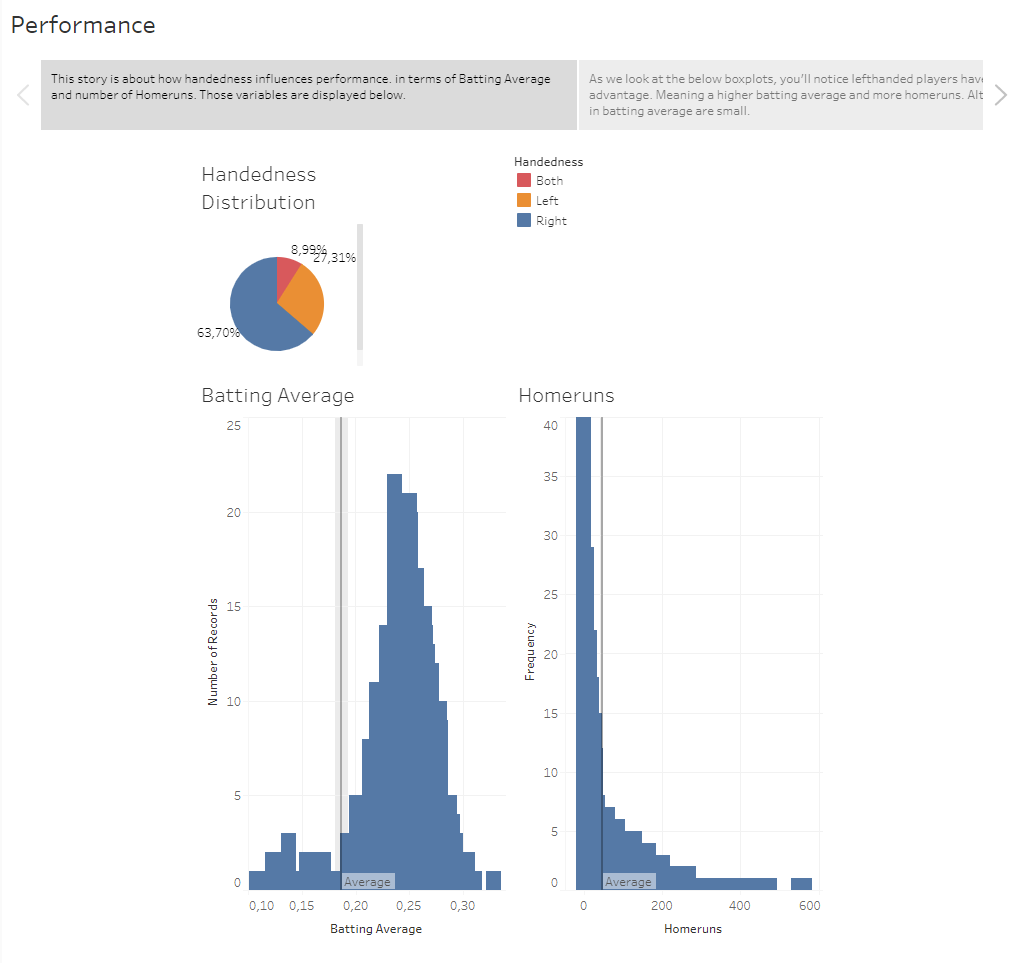 Performance
This story is about how handedness influences performance. in terms of Batting Average
and number of Homeruns. Those variables are displayed below.
As we look at the below boxplots, you'll notice lefthanded players have
advantage. Meaning a higher batting average and more homeruns. Alt
in batting average are small.
Handedness
Distribution
Handedness
Both
Left
Right
8,99%
27,31%
63,70%
Batting Average
Homeruns
25
20
15
10
5
0
Number of Records
Average
0,10 0,15 0,20 0,25 0,30
Batting Average
40
35
30
25
20
15
10
5
0
Frequency
Average
0 200 400 600
Homeruns